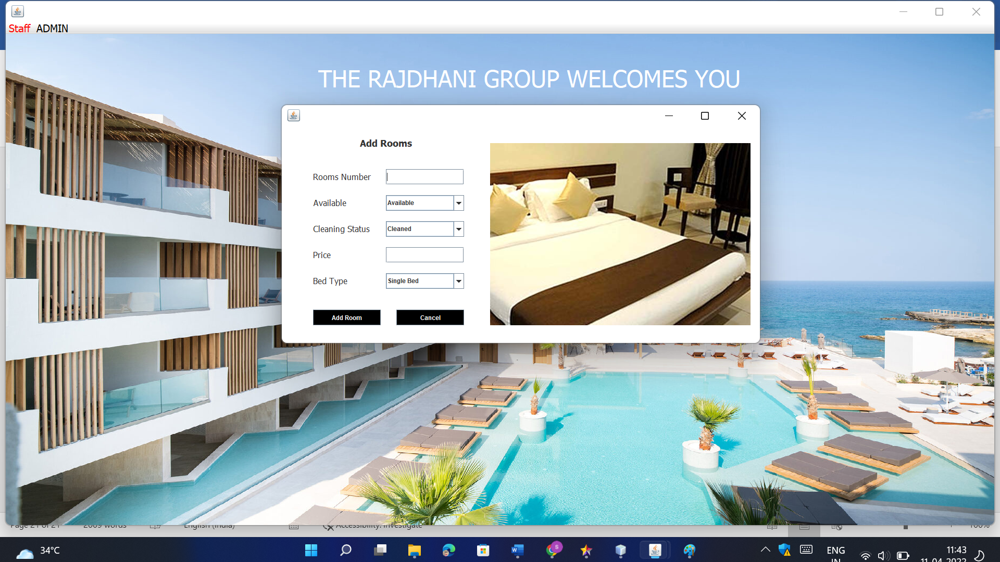 Staff ADMIN
THE RAJDHANI GROUP WELCOMES YOU
Add Rooms
Rooms Number
Available Available
Cleaning Status Cleaned
Price
Bed Type Single Bed
Add Room Cancel
Page 21 of 21 2009 words English (India) Accessibility: Investigate 100%
34°C
ENG
IN
11:43
11-04-2022